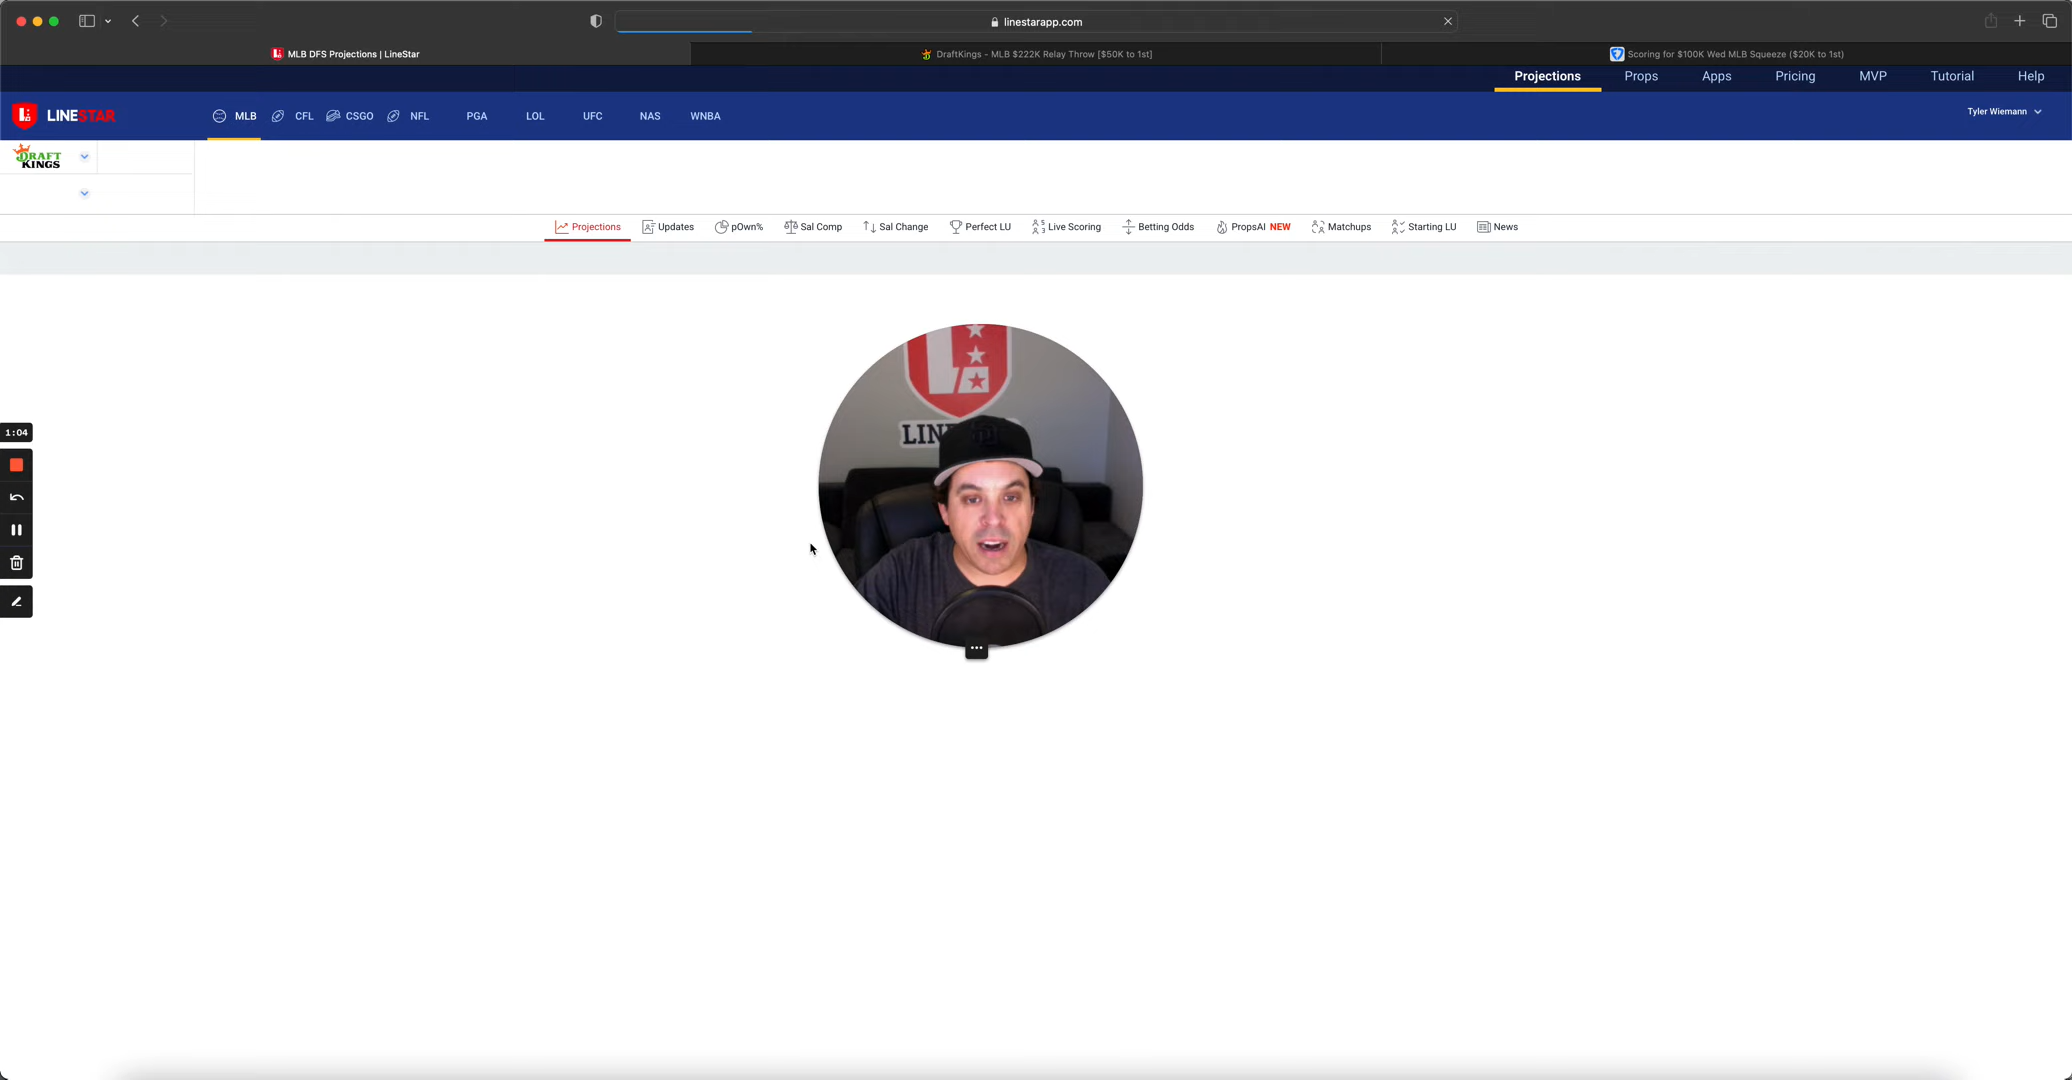 linestarapp.com
MLB DFS Projections | LineStar
DraftKings - MLB $222K Relay Throw [$50K to 1st]
Scoring for $100K Wed MLB Squeeze ($20K to 1st)
Projections Props Apps Pricing MVP Tutorial Help
LINESTAR MLB CFL CSGO NFL PGA LOL UFC NAS WNBA Tyler Wiemann
DRAFT
KINGS
Projections Updates pOwn% Sal Comp Sal Change Perfect LU Live Scoring Betting Odds PropsAI NEW Matchups Starting LU News
1:04